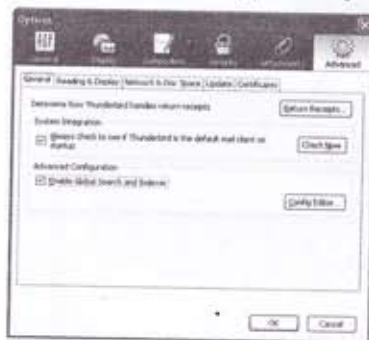 Options
General Display Composition Security Attachments Advanced
General Reading & Display Network & Disk Space Update Certificates
Determine how Thunderbird handles return receipts Return Receipts...
System Integration
Always check to see if Thunderbird is the default mail client on Check Now
startup
Advanced Configuration
Enable Global Search and Indexer
Config Editor...
OK Cancel